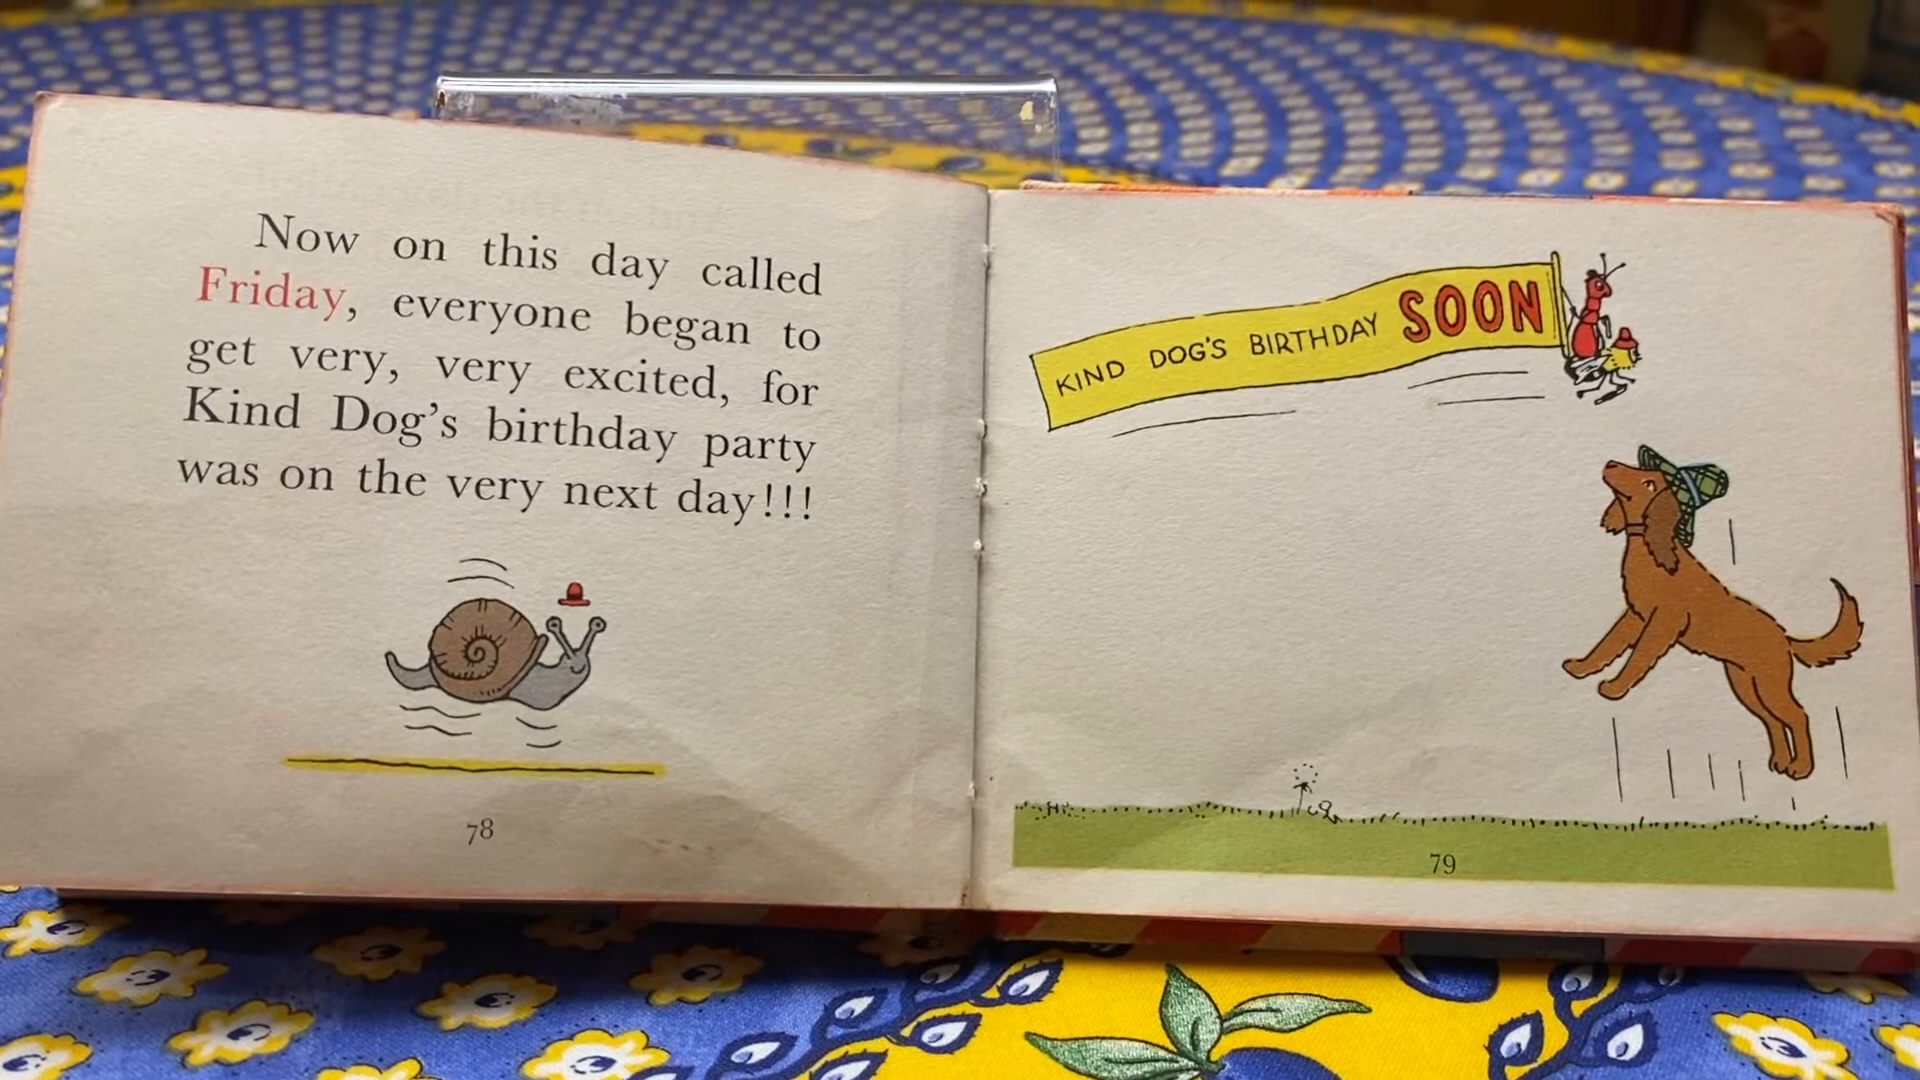 Now on this day called
Friday, everyone began to
get very, very excited, for
Kind Dog's birthday party
was on the very next day!!!
78
KIND DOG'S BIRTHDAY SOON
79